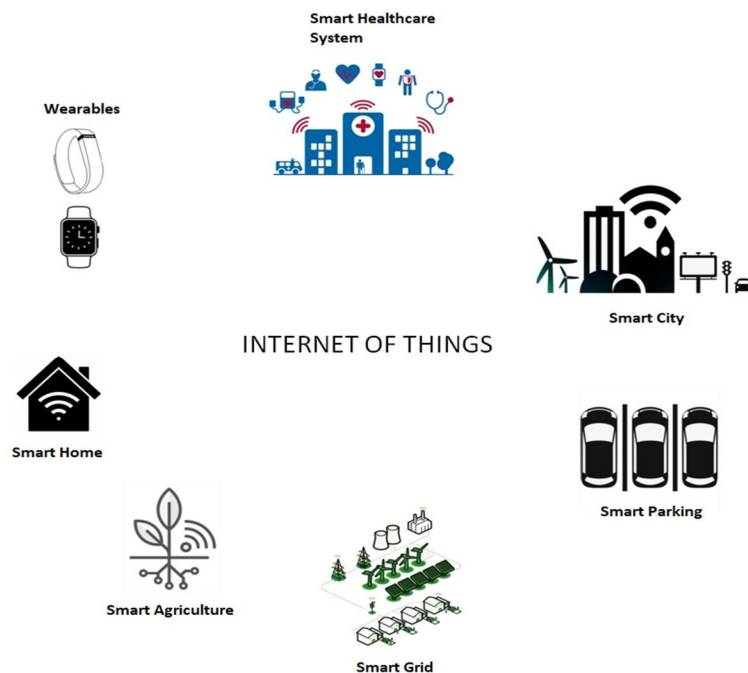 Smart Healthcare
System
Wearables
Smart City
INTERNET OF THINGS
Smart Home
Smart Parking
Smart Agriculture
Smart Grid